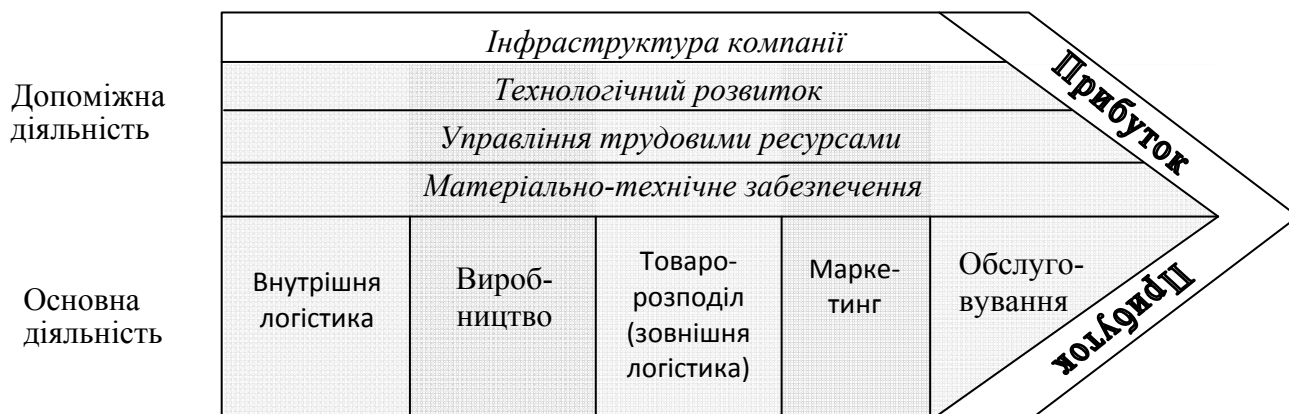 Інфраструктура компанії
Прибуток
Допоміжна
діяльність
Технологічний розвиток
Управління трудовими ресурсами
Матеріально-технічне забезпечення
Основна
діяльність
Внутрішня
логістика
Вироб-
ництво
Товаро-
розподіл
(зовнішня
логістика)
Марке-
тинг
Обслуго-
вування
Прибуток